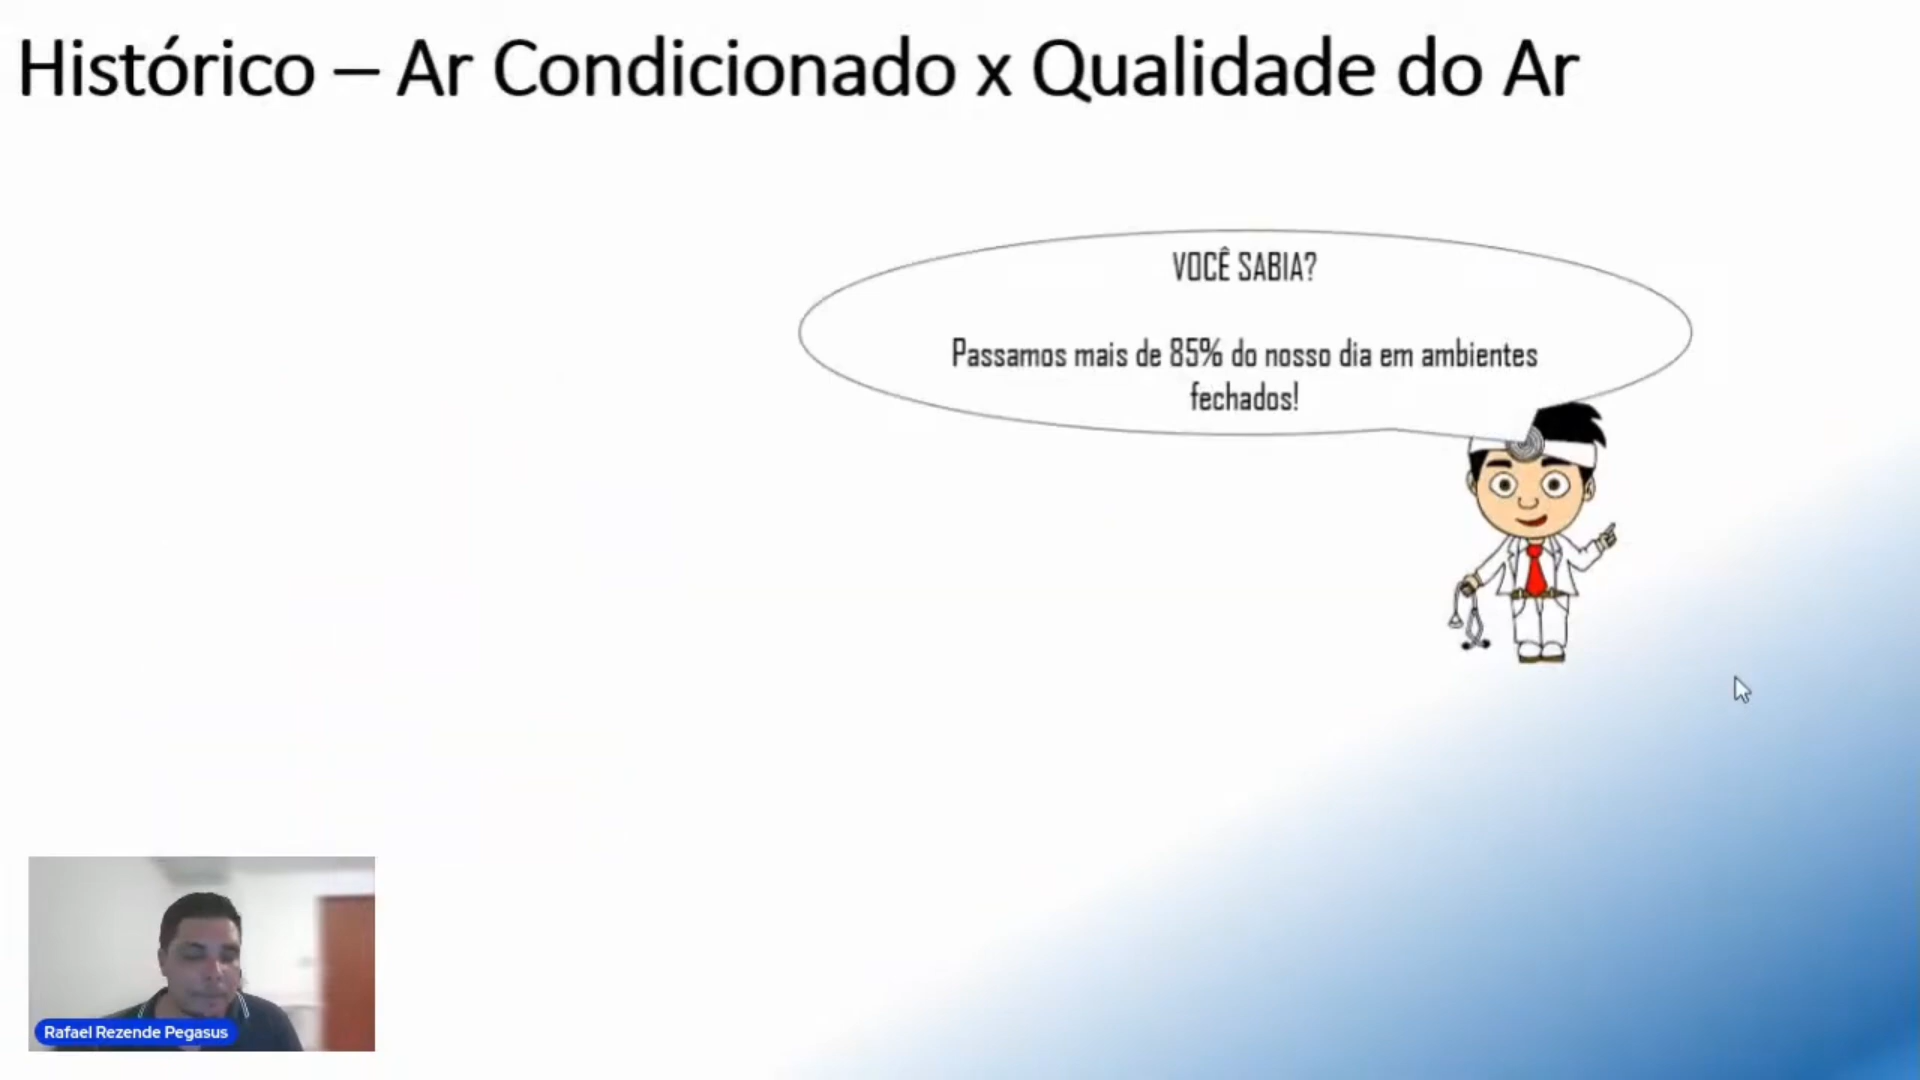 Histórico – Ar Condicionado x Qualidade do Ar
VOCÊ SABIA?
Passamos mais de 85% do nosso dia em ambientes
fechados!
Rafael Rezende Pegasus